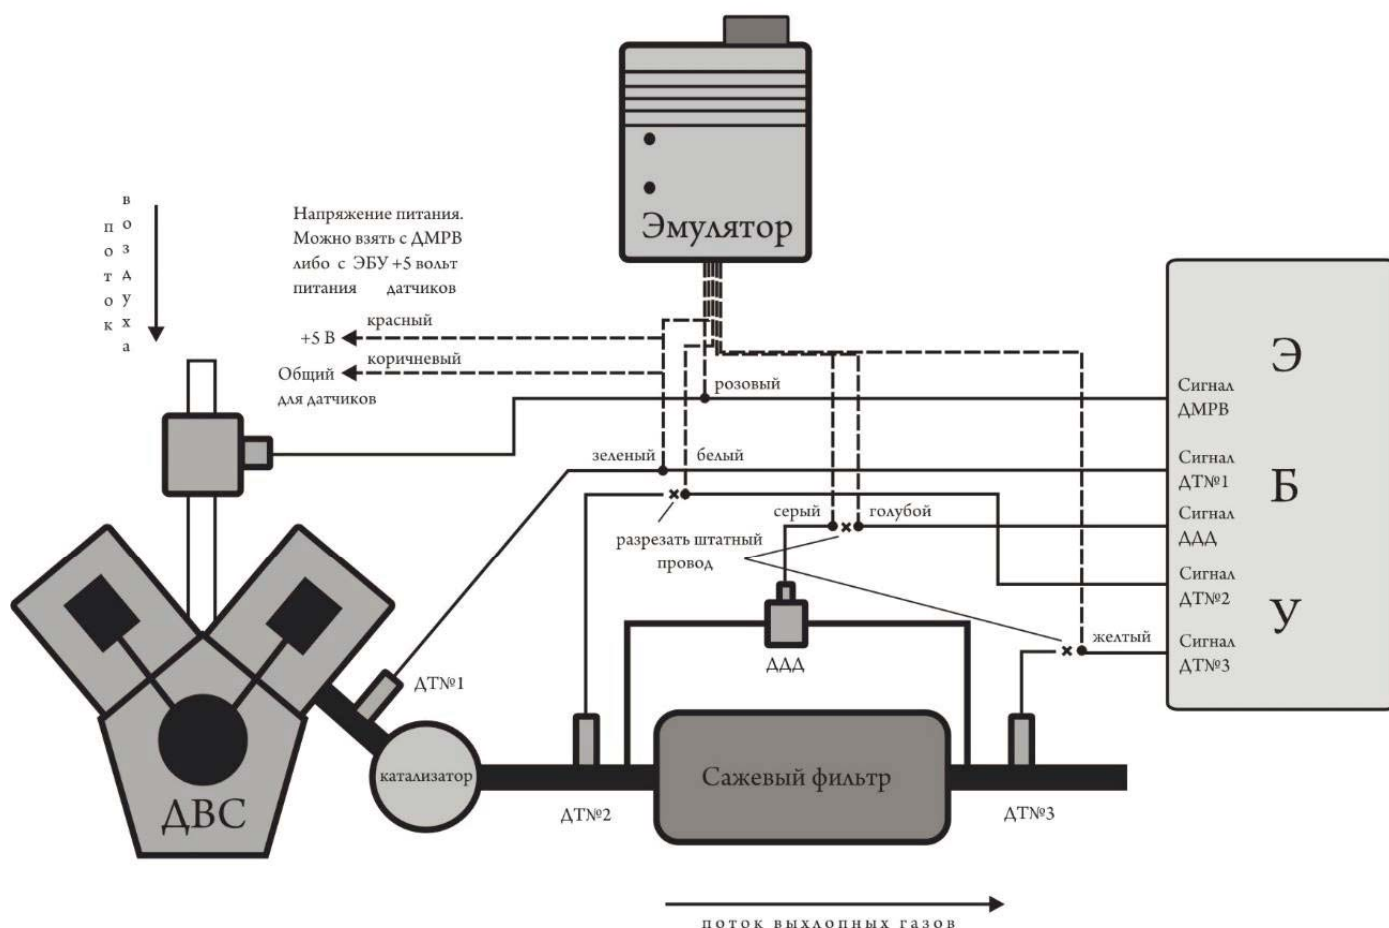 Эмулятор
воздуха
поток
Напряжение питания.
Можно взять с ДМРВ
либо с ЭБУ +5 вольт
питания датчиков
красный
+5 В
коричневый
Общий
для датчиков
розовый
зеленый
белый
серый
голубой
разрезать штатный
провод
желтый
Э
Б
У
Сигнал
ДМРВ
Сигнал
ДТ№1
Сигнал
ДДД
Сигнал
ДТ№2
Сигнал
ДТ№3
ДДД
ДТ№1
катализатор
Сажевый фильтр
ДВС
ДТ№2
ДТ№3
поток выхлопных газов